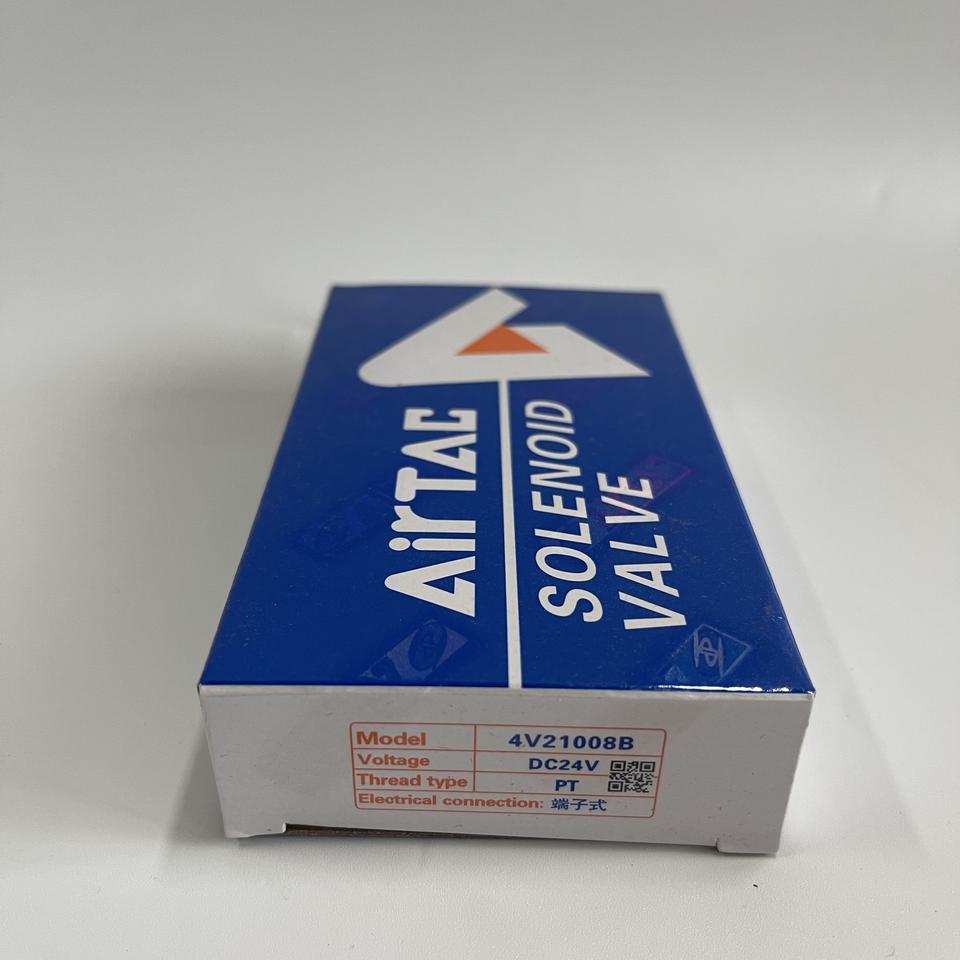 AirTAC
SOLENOID
VALVE
Model 4V21008B
Voltage DC24V
Thread type PT
Electrical connection: 端子式